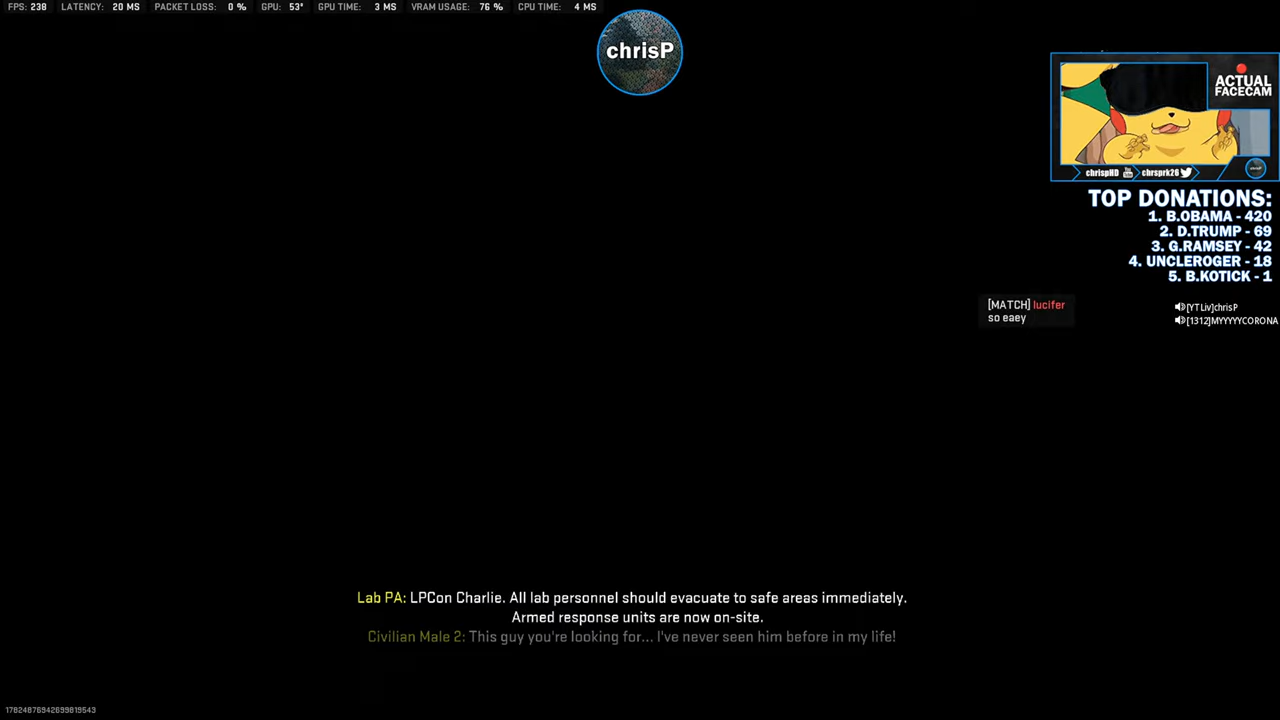 FPS: 238 LATENCY: 20 MS PACKET LOSS: 0 % GPU: 53° GPU TIME: 3 MS VRAM USAGE: 76 % CPU TIME: 4 MS
chrisP
ACTUAL
FACECAM
chrispHD chrsprk26
TOP DONATIONS:
1. B.OBAMA - 420
2. D.TRUMP - 69
3. G.RAMSEY - 42
4. UNCLEROGER - 18
5. B.KOTICK - 1
[MATCH] lucifer
so eaey
[YTLiv]chrisP
[1312]MYYYYYCORONA
Lab PA: LPCon Charlie. All lab personnel should evacuate to safe areas immediately.
Armed response units are now on-site.
Civilian Male 2: This guy you're looking for... I've never seen him before in my life!
17824876942699819543